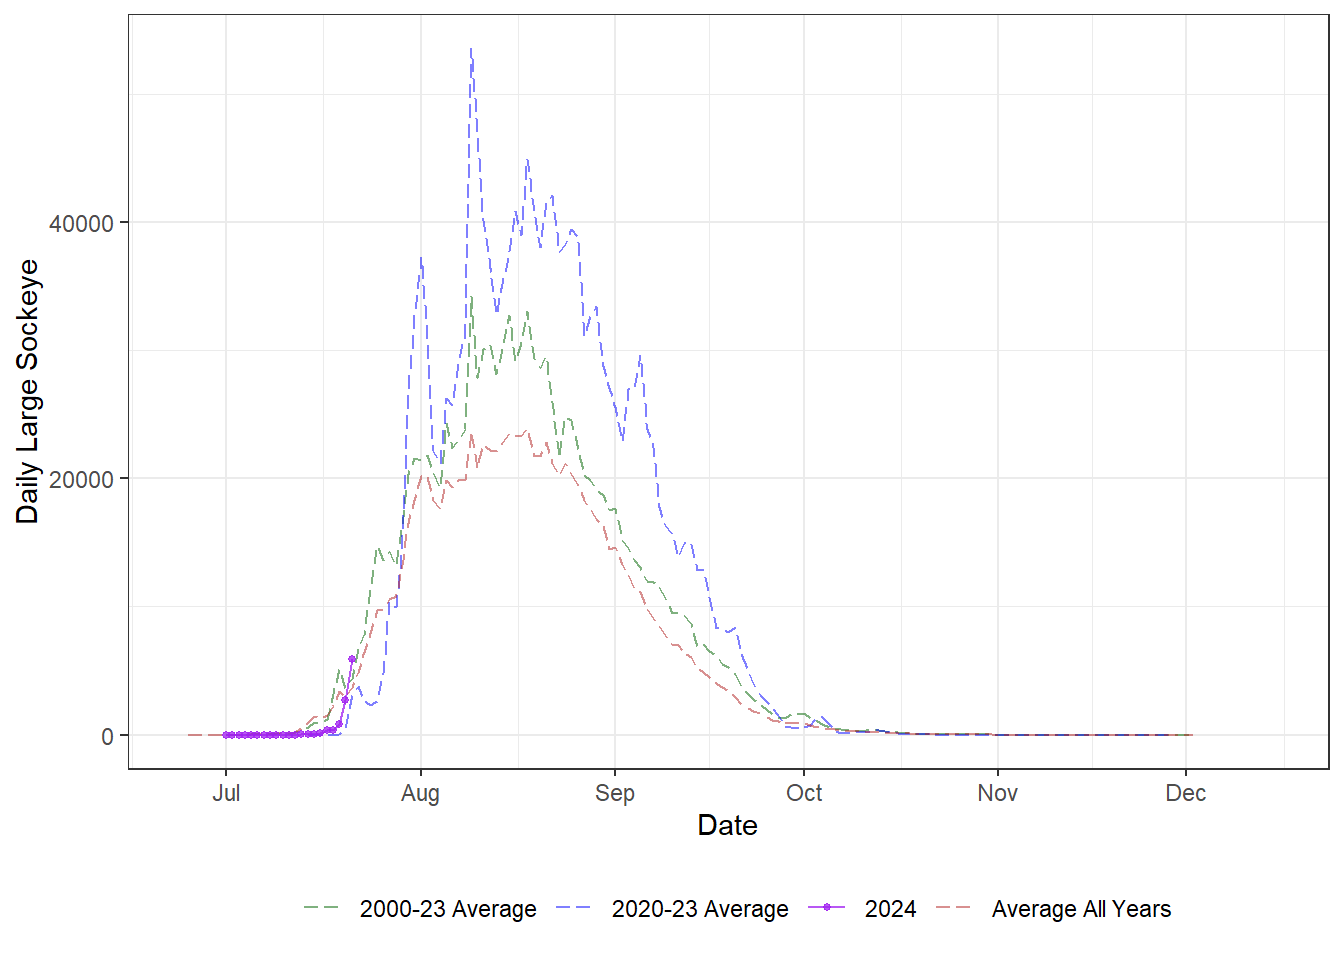 Daily Large Sockeye
40000
20000
0
Jul Aug Sep Oct Nov Dec
Date
2000-23 Average 2020-23 Average 2024 Average All Years